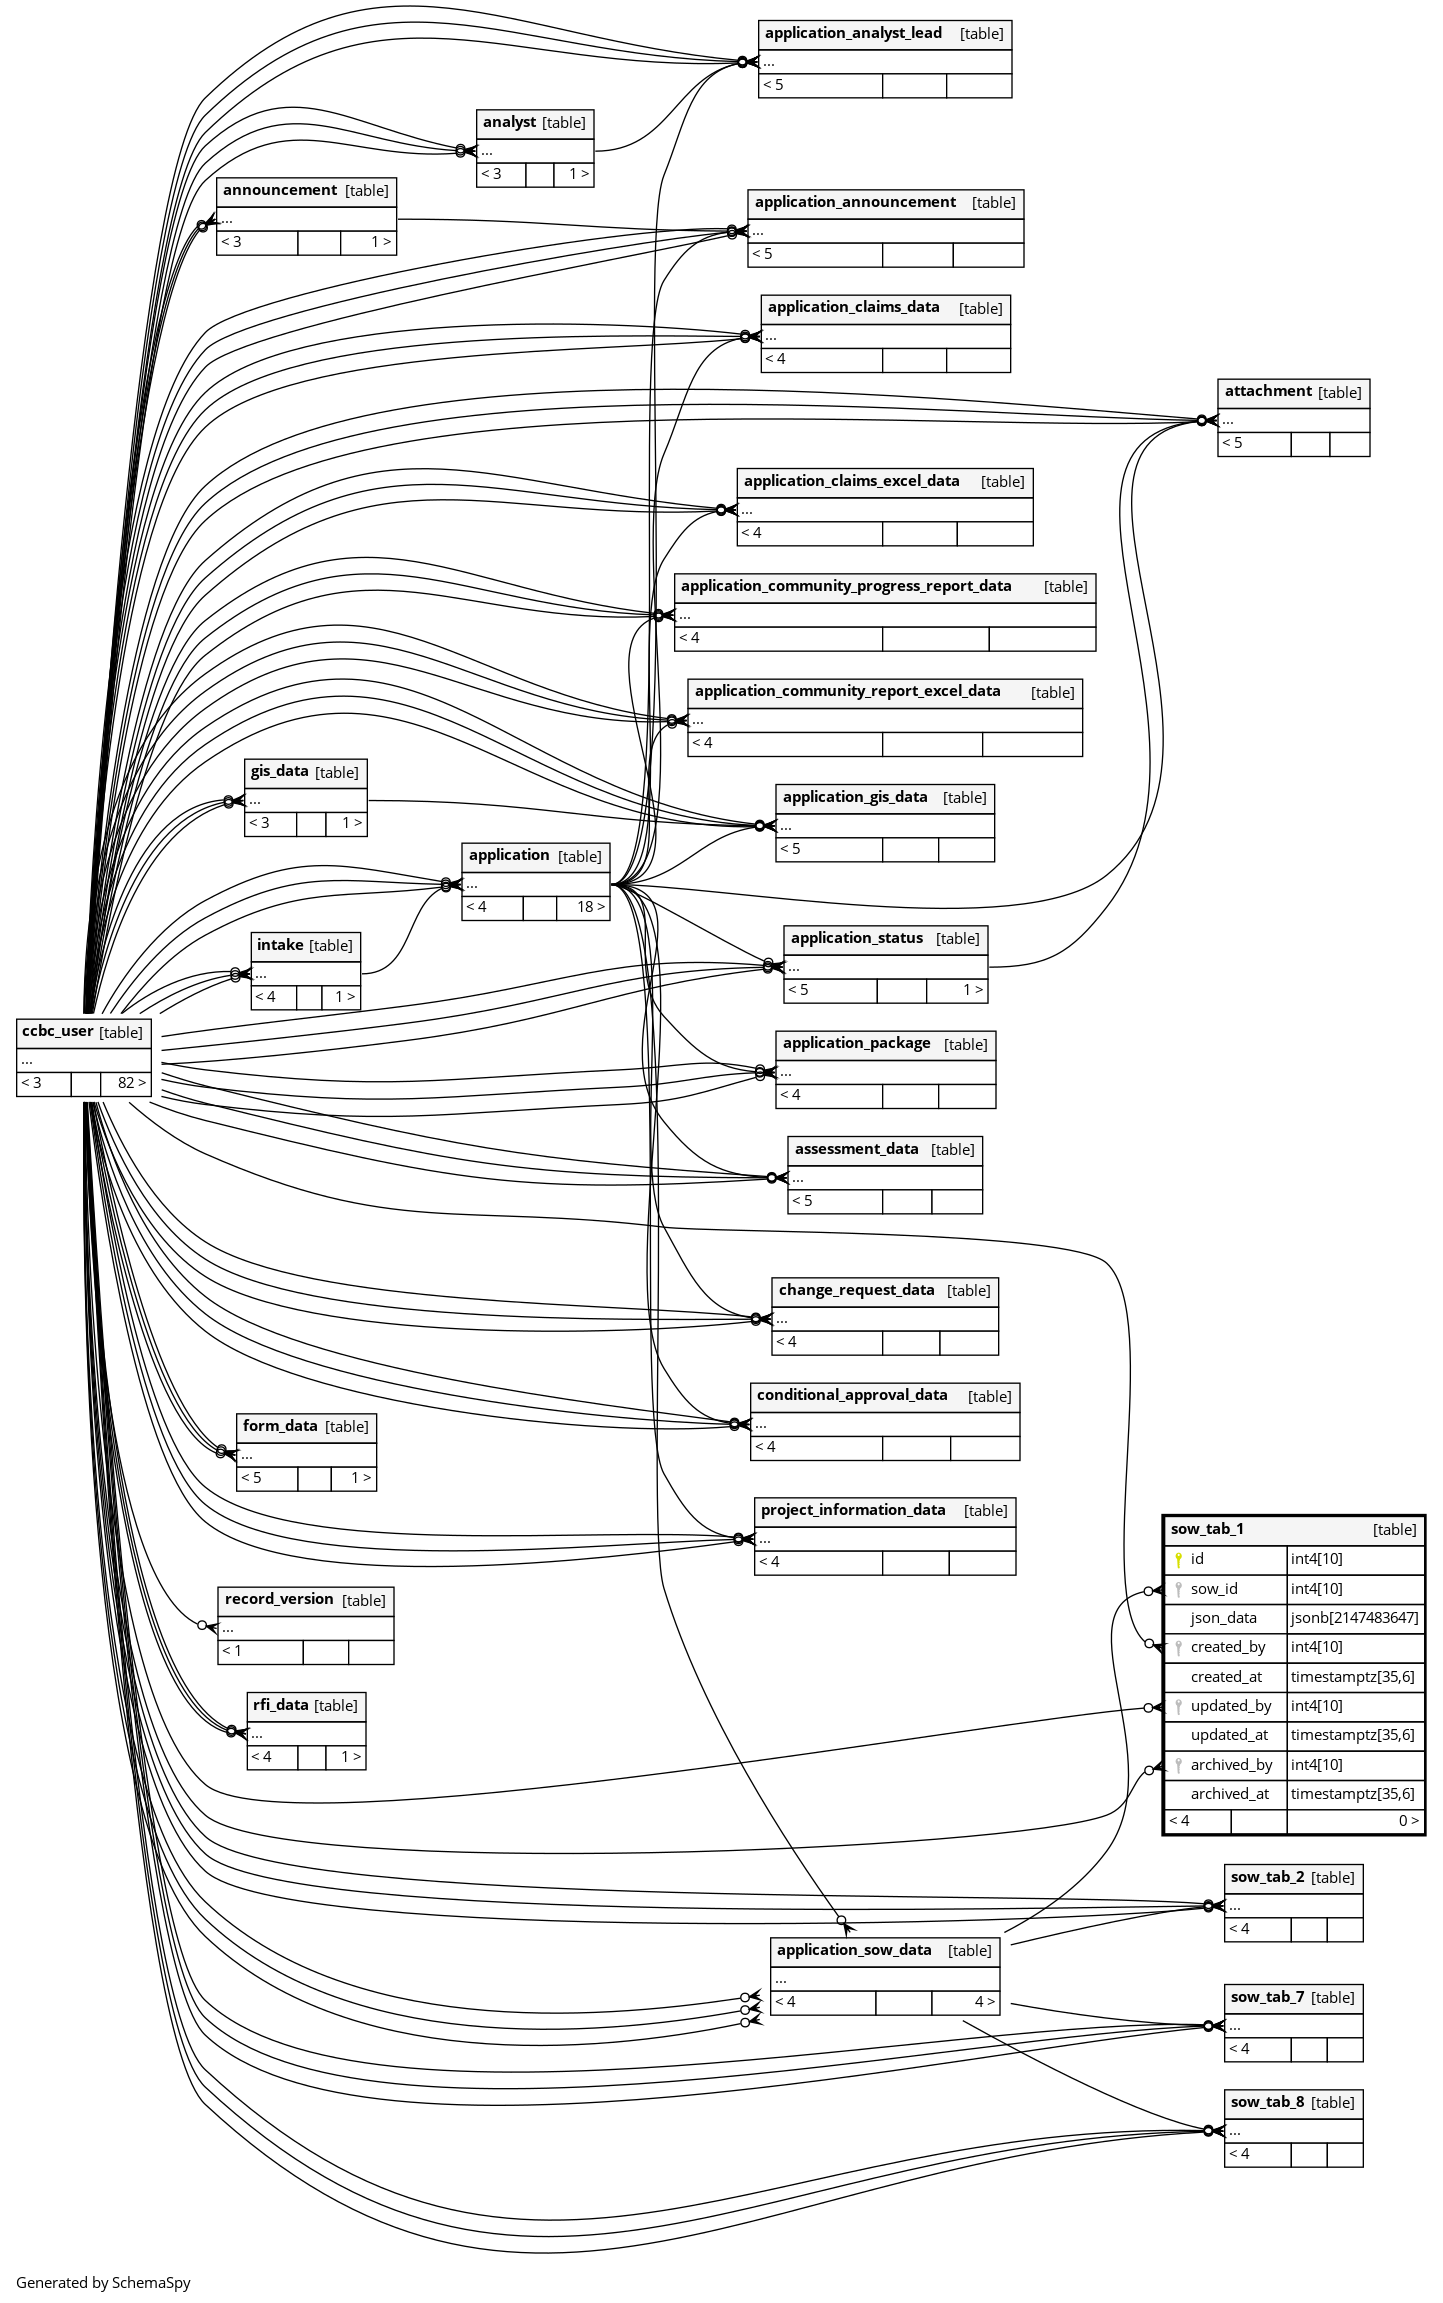 application_analyst_lead [table]
...
< 5
analyst [table]
...
< 3 1 >
announcement [table]
...
< 3 1 >
application_announcement [table]
...
< 5
application_claims_data [table]
...
< 4
attachment [table]
...
< 5
application_claims_excel_data [table]
...
< 4
application_community_progress_report_data [table]
...
< 4
application_community_report_excel_data [table]
...
< 4
gis_data [table]
...
< 3 1 >
application_gis_data [table]
...
< 5
application [table]
...
< 4 18 >
intake [table]
...
< 4 1 >
application_status [table]
...
< 5 1 >
ccbc_user [table]
...
< 3 82 >
application_package [table]
...
< 4
assessment_data [table]
...
< 5
change_request_data [table]
...
< 4
conditional_approval_data [table]
...
< 4
form_data [table]
...
< 5 1 >
project_information_data [table]
...
< 4
sow_tab_1 [table]
id int4[10]
sow_id int4[10]
json_data jsonb[2147483647]
created_by int4[10]
created_at timestamptz[35,6]
updated_by int4[10]
updated_at timestamptz[35,6]
archived_by int4[10]
archived_at timestamptz[35,6]
< 4 0 >
record_version [table]
...
< 1
rfi_data [table]
...
< 4 1 >
sow_tab_2 [table]
...
< 4
application_sow_data [table]
...
< 4 4 >
sow_tab_7 [table]
...
< 4
sow_tab_8 [table]
...
< 4
Generated by SchemaSpy